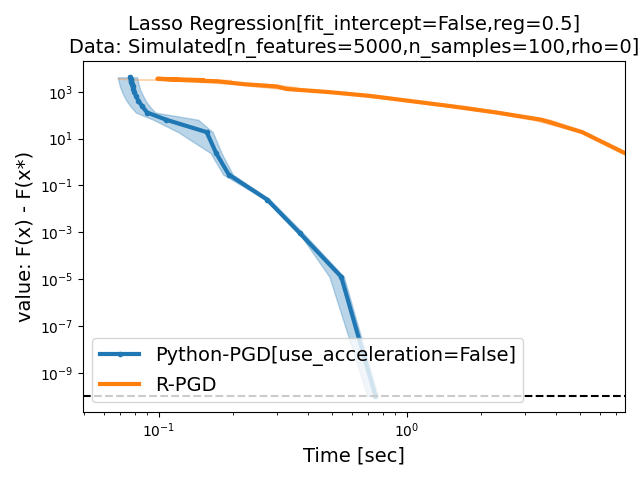 Lasso Regression[fit_intercept=False,reg=0.5]
Data: Simulated[n_features=5000,n_samples=100,rho=0]
value: F(x) - F(x*)
10³
10¹
10⁻¹
10⁻³
10⁻⁵
10⁻⁷
10⁻⁹
Python-PGD[use_acceleration=False]
R-PGD
10⁻¹
10⁰
Time [sec]